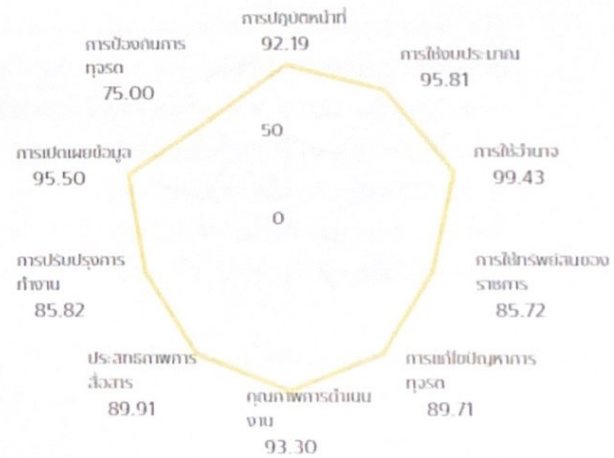 การปฏิบัติหน้าที่
92.19
การใช้งบประมาณ
95.81
การใช้อำนาจ
99.43
การใช้ทรัพย์สินของ
ราชการ
85.72
การแก้ไขปัญหาการ
ทุจริต
89.71
คุณภาพการดำเนิน
งาน
93.30
ประสิทธิภาพการ
สื่อสาร
89.91
การปรับปรุงการ
ทำงาน
85.82
การเปิดเผยข้อมูล
95.50
การป้องกันการ
ทุจริต
75.00
50
0